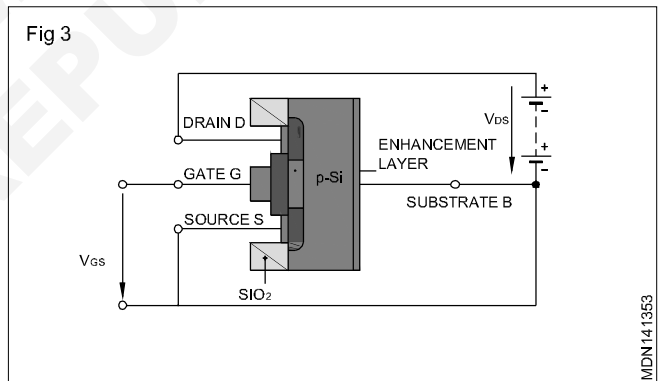 Fig 3
DRAIN D
GATE G
SOURCE S
VGS
SIO2
p-Si
ENHANCEMENT
LAYER
SUBSTRATE B
VDS
+
–
+
–
MDN141353